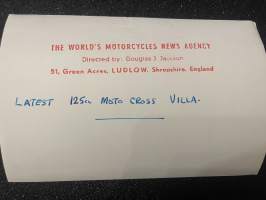 THE WORLD'S MOTORCYCLES NEWS AGENCY
Directed by: Douglas J. Jackson
51, Green Acres, LUDLOW, Shropshire, England
LATEST 125cc MOTO CROSS VILLA.